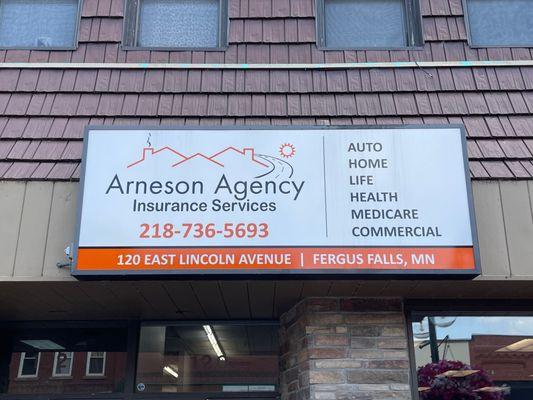 Arneson Agency
Insurance Services
218-736-5693
AUTO
HOME
LIFE
HEALTH
MEDICARE
COMMERCIAL
120 EAST LINCOLN AVENUE | FERGUS FALLS, MN